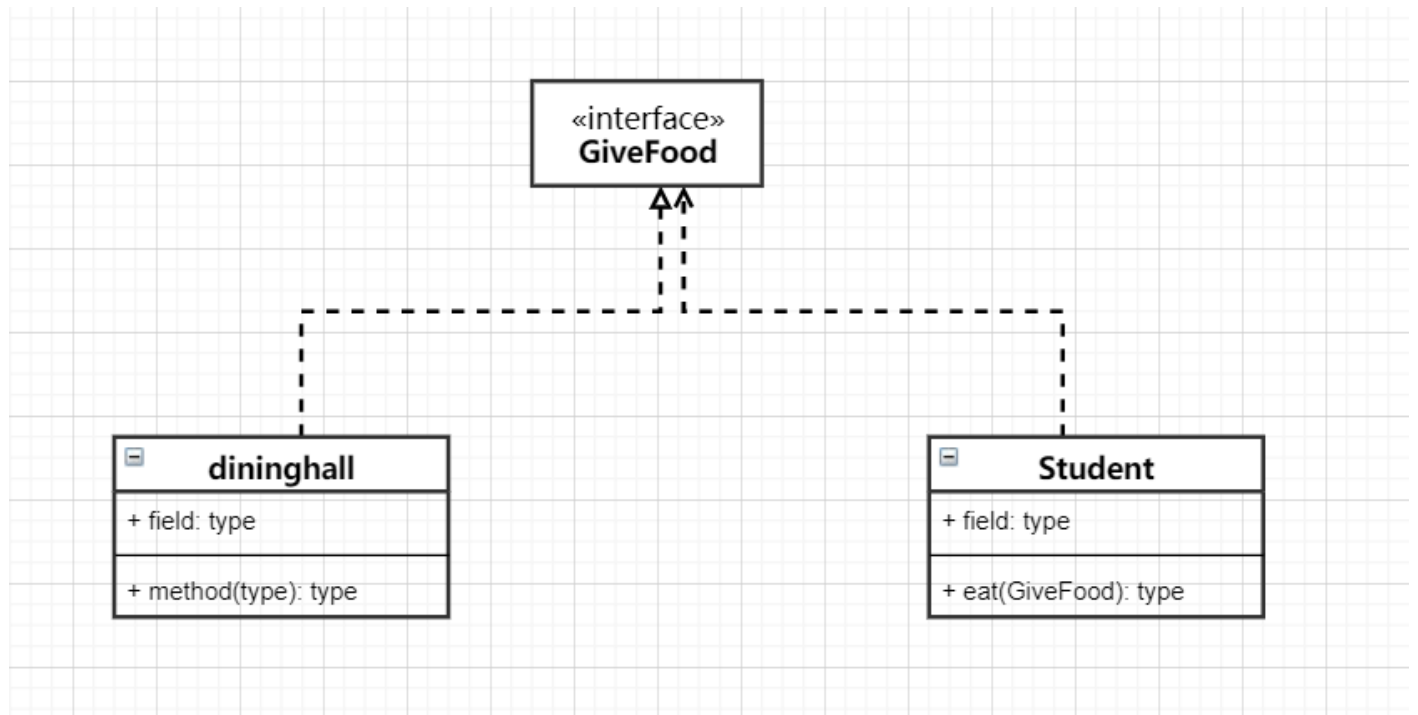 «interface»
GiveFood
dininghall
+ field: type
+ method(type): type
Student
+ field: type
+ eat(GiveFood): type